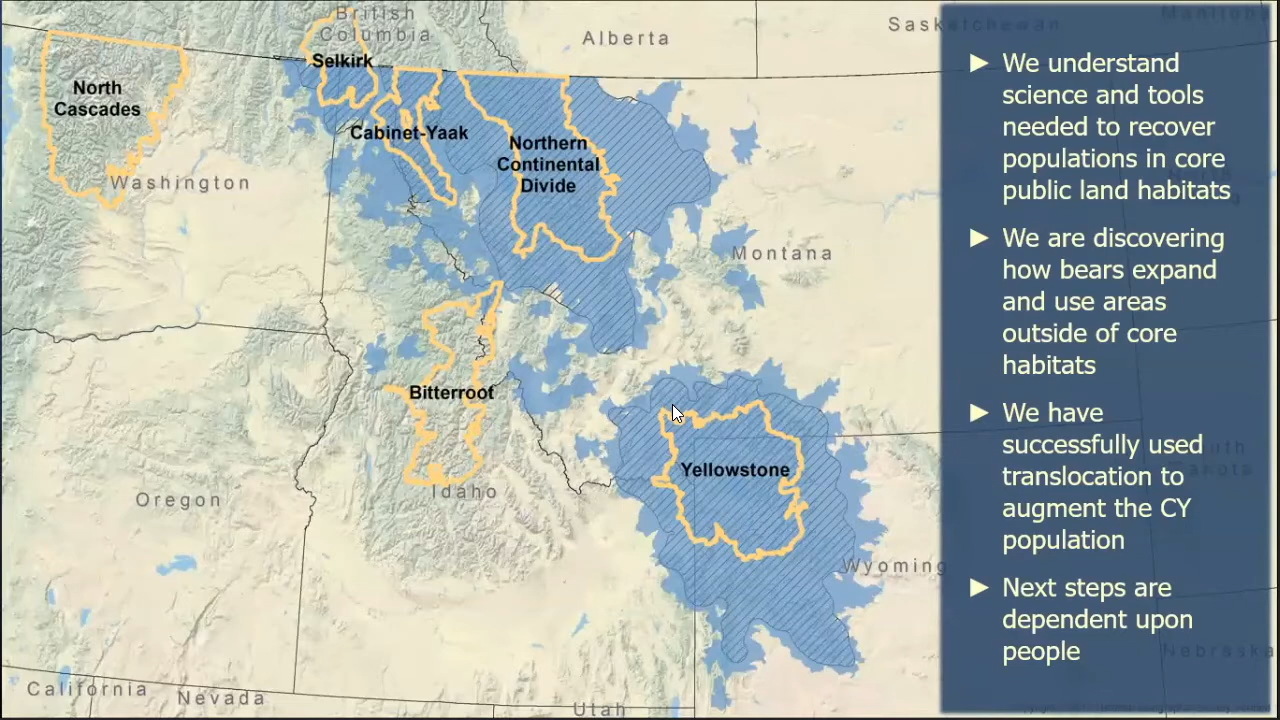 British
Columbia
Alberta
Saskatchewan
Manitoba
Selkirk
North
Cascades
Cabinet-Yaak
Northern
Continental
Divide
Washington
Montana
Bitterroot
Yellowstone
Idaho
Oregon
Wyoming
California
Nevada
Utah
Nebraska
► We understand
science and tools
needed to recover
populations in core
public land habitats
► We are discovering
how bears expand
and use areas
outside of core
habitats
► We have
successfully used
translocation to
augment the CY
population
► Next steps are
dependent upon
people